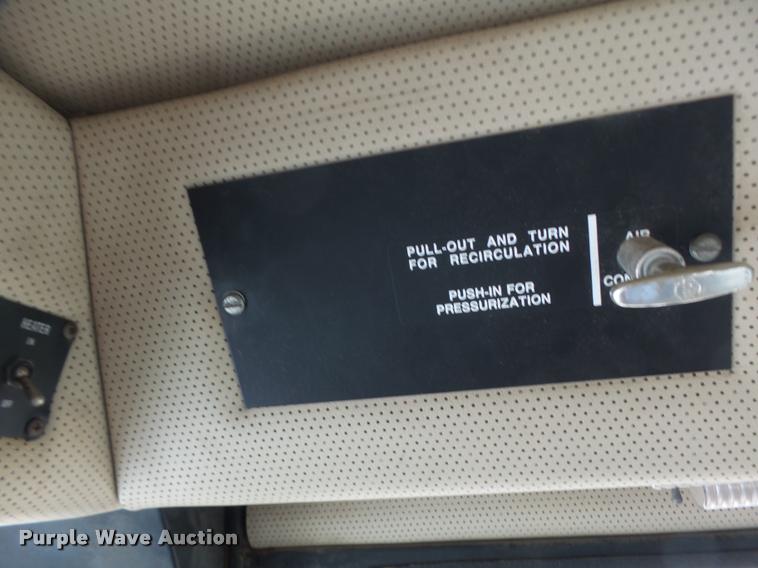 PULL-OUT AND TURN
FOR RECIRCULATION
PUSH-IN FOR
PRESSURIZATION
AIR
HEATER
ON
OFF
Purple Wave Auction